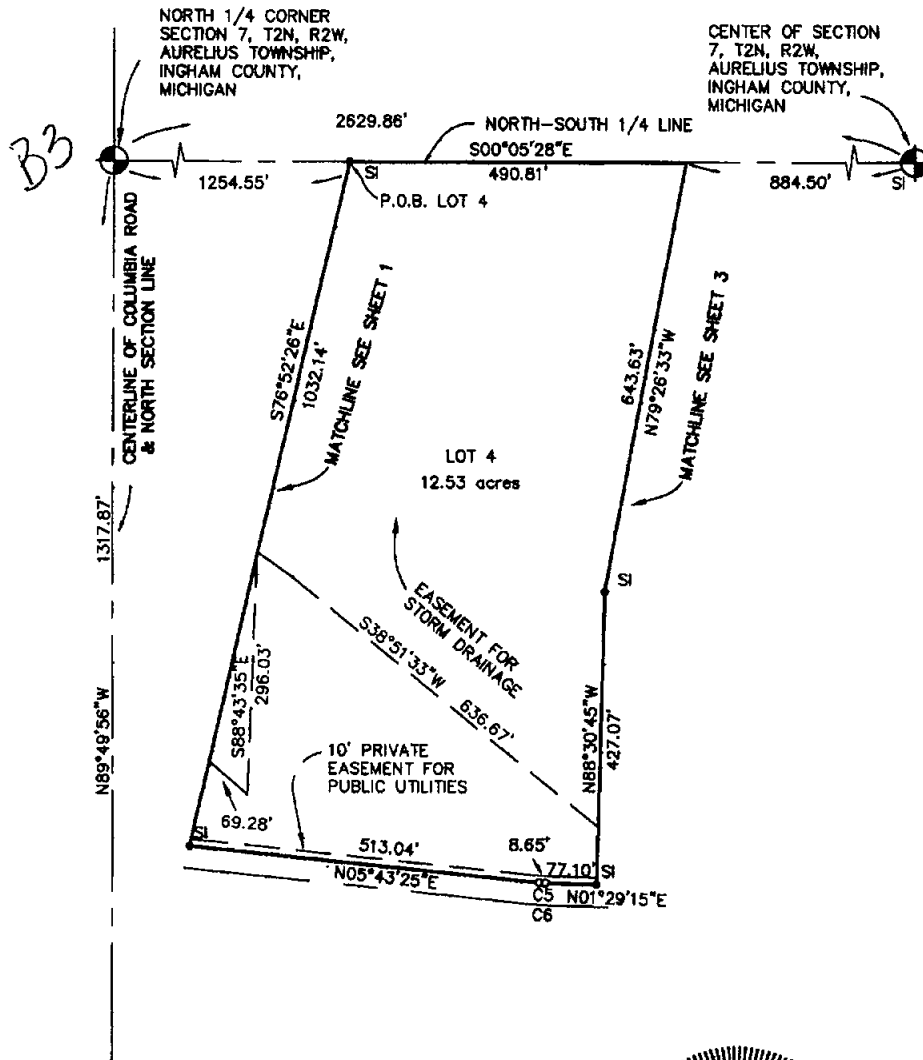 NORTH 1/4 CORNER
SECTION 7, T2N, R2W,
AURELIUS TOWNSHIP,
INGHAM COUNTY,
MICHIGAN
CENTER OF SECTION
7, T2N, R2W,
AURELIUS TOWNSHIP,
INGHAM COUNTY,
MICHIGAN
B3
2629.86'
NORTH-SOUTH 1/4 LINE
S00°05'28"E
1254.55'
SI
490.81'
884.50'
SI
P.O.B. LOT 4
CENTERLINE OF COLUMBIA ROAD
& NORTH SECTION LINE
S76°52'26"E
1032.14'
MATCHLINE SEE SHEET 1
643.63'
N79°26'33"W
MATCHLINE SEE SHEET 3
LOT 4
12.53 acres
1317.87'
N89°49'56"W
SI
EASEMENT FOR
STORM DRAINAGE
S38°51'33"W
636.67'
S88°43'35"E
296.03'
N88°30'45"W
427.07'
10' PRIVATE
EASEMENT FOR
PUBLIC UTILITIES
69.28'
SI
513.04'
8.65'
77.10'
SI
N05°43'25"E
C5
N01°29'15"E
C6